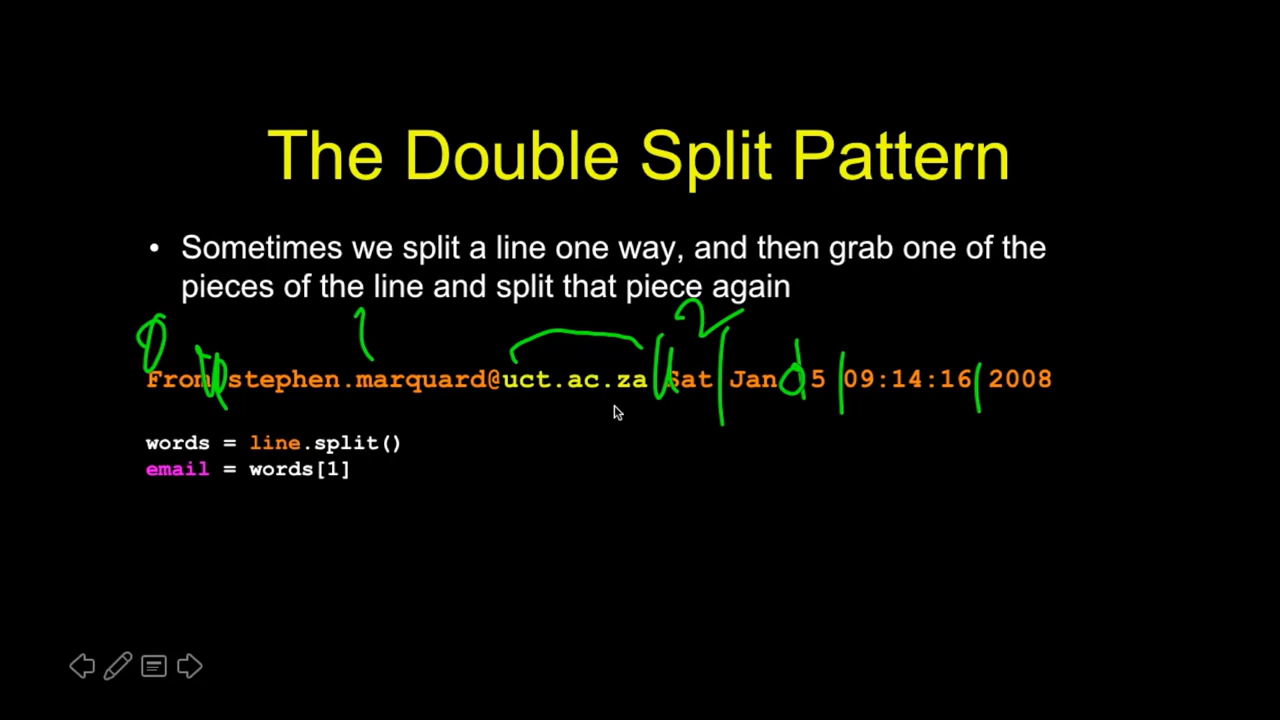 The Double Split Pattern
• Sometimes we split a line one way, and then grab one of the
pieces of the line and split that piece again
0 1 2
From stephen.marquard@uct.ac.za Sat Jan 5 09:14:16 2008
words = line.split()
email = words[1]